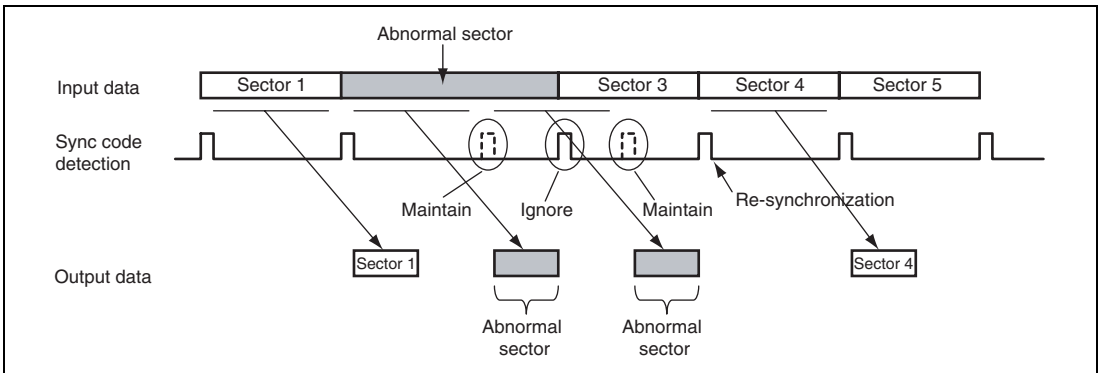 Abnormal sector
Input data
Sector 1
Sector 3
Sector 4
Sector 5
Sync code
detection
Maintain
Ignore
Maintain
Re-synchronization
Output data
Sector 1
Sector 4
Abnormal
sector
Abnormal
sector